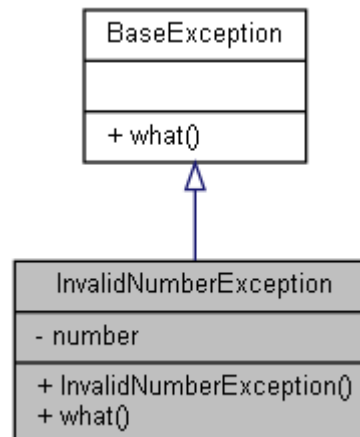 BaseException
+ what()
InvalidNumberException
- number
+ InvalidNumberException()
+ what()